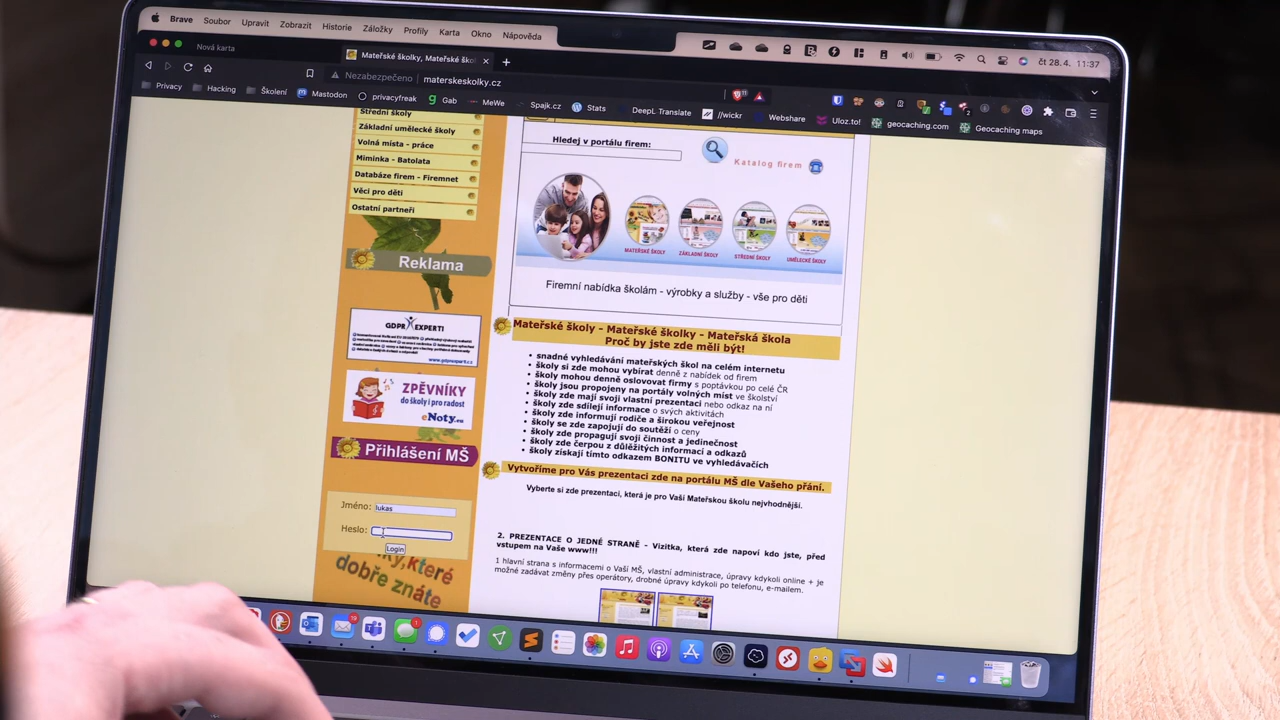 Brave Soubor Upravit Zobrazit Historie Záložky Profily Karta Okno Nápověda
čt 28.4. 11:37
Nová karta
Mateřské školky, Mateřské ško
Nezabezpečeno materskeskolky.cz
Privacy Hacking Školení Mastodon privacyfreak Gab MeWe Spajk.cz Stats DeepL Translate //wickr Webshare Uloz.to! geocaching.com Geocaching maps
Střední školy
Základní umělecké školy
Volná místa - práce
Miminka - Batolata
Databáze firem - Firemnet
Věci pro děti
Ostatní partneři
Reklama
GDPR EXPERTI
www.gdprexpert.cz
ZPĚVNÍKY
do školy i pro radost
eNoty.eu
Přihlášení MŠ
Jméno: lukas
Heslo:
Login
ky,které
dobře znáte
Hledej v portálu firem:
Katalog firem
MATEŘSKÉ ŠKOLY ZÁKLADNÍ ŠKOLY STŘEDNÍ ŠKOLY UMĚLECKÉ ŠKOLY
Firemní nabídka školám - výrobky a služby - vše pro děti
Mateřské školy - Mateřské školky - Mateřská škola
Proč by jste zde měli být!
• snadné vyhledávání mateřských škol na celém internetu
• školy si zde mohou vybírat denně z nabídek od firem
• školy mohou denně oslovovat firmy s poptávkou po celé ČR
• školy jsou propojeny na portály volných míst ve školství
• školy zde mají svoji vlastní prezentaci nebo odkaz na ní
• školy zde sdílejí informace o svých aktivitách
• školy zde informují rodiče a širokou veřejnost
• školy se zde zapojují do soutěží o ceny
• školy zde propagují svoji činnost a jedinečnost
• školy zde čerpou z důležitých informací a odkazů
• školy získají tímto odkazem BONITU ve vyhledávačích
Vytvoříme pro Vás prezentaci zde na portálu MŠ dle Vašeho přání.
Vyberte si zde prezentaci, která je pro Vaši Mateřskou školu nejvhodnější.
2. PREZENTACE O JEDNÉ STRANĚ - Vizitka, která zde napoví kdo jste, před
vstupem na Vaše www!!!
1 hlavní strana s informacemi o Vaší MŠ, vlastní administrace, úpravy kdykoli online + je
možné zadávat změny přes operátory, drobné úpravy kdykoli po telefonu, e-mailem.